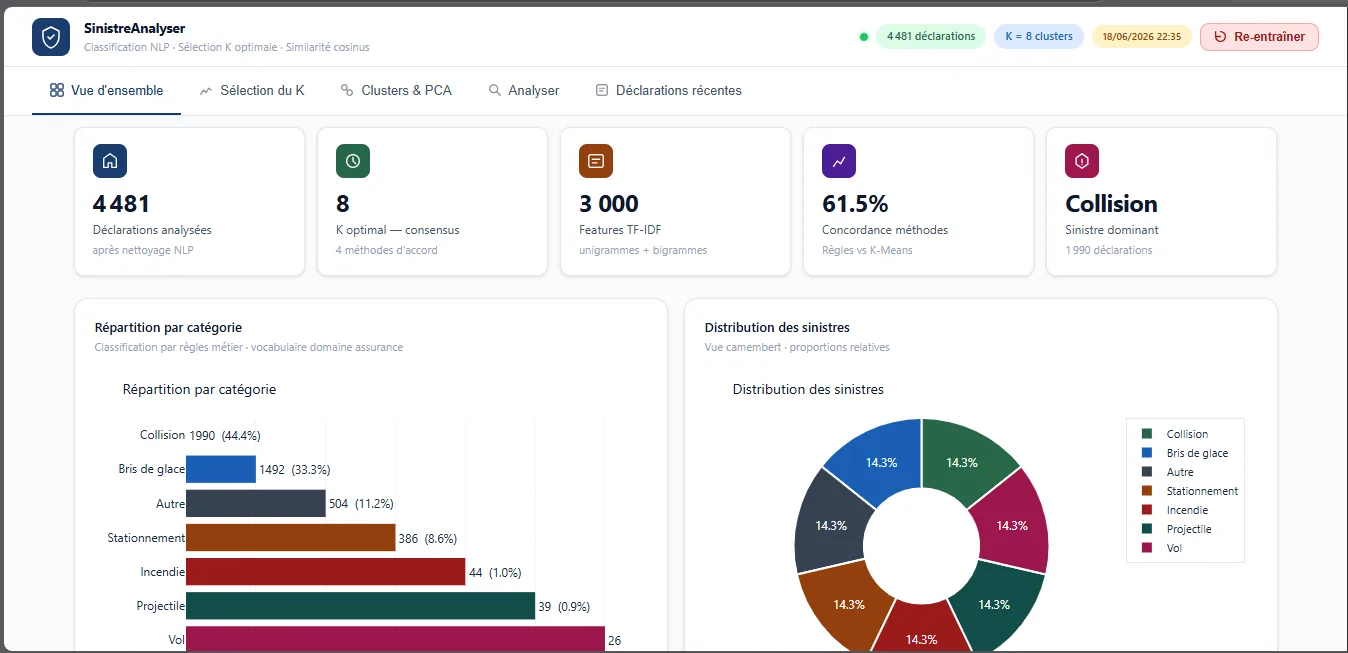 SinistreAnalyser
Classification NLP · Sélection K optimale · Similarité cosinus
4 481 déclarations
K = 8 clusters
18/06/2026 22:35
Re-entraîner
Vue d'ensemble
Sélection du K
Clusters & PCA
Analyser
Déclarations récentes
4 481
Déclarations analysées
après nettoyage NLP
8
K optimal — consensus
4 méthodes d'accord
3 000
Features TF-IDF
unigrammes + bigrammes
61.5%
Concordance méthodes
Règles vs K-Means
Collision
Sinistre dominant
1 990 déclarations
Répartition par catégorie
Classification par règles métier · vocabulaire domaine assurance
Répartition par catégorie
Collision 1990 (44.4%)
Bris de glace 1492 (33.3%)
Autre 504 (11.2%)
Stationnement 386 (8.6%)
Incendie 44 (1.0%)
Projectile 39 (0.9%)
Vol 26
Distribution des sinistres
Vue camembert · proportions relatives
Distribution des sinistres
14.3%
14.3%
14.3%
14.3%
14.3%
14.3%
14.3%
Collision
Bris de glace
Autre
Stationnement
Incendie
Projectile
Vol